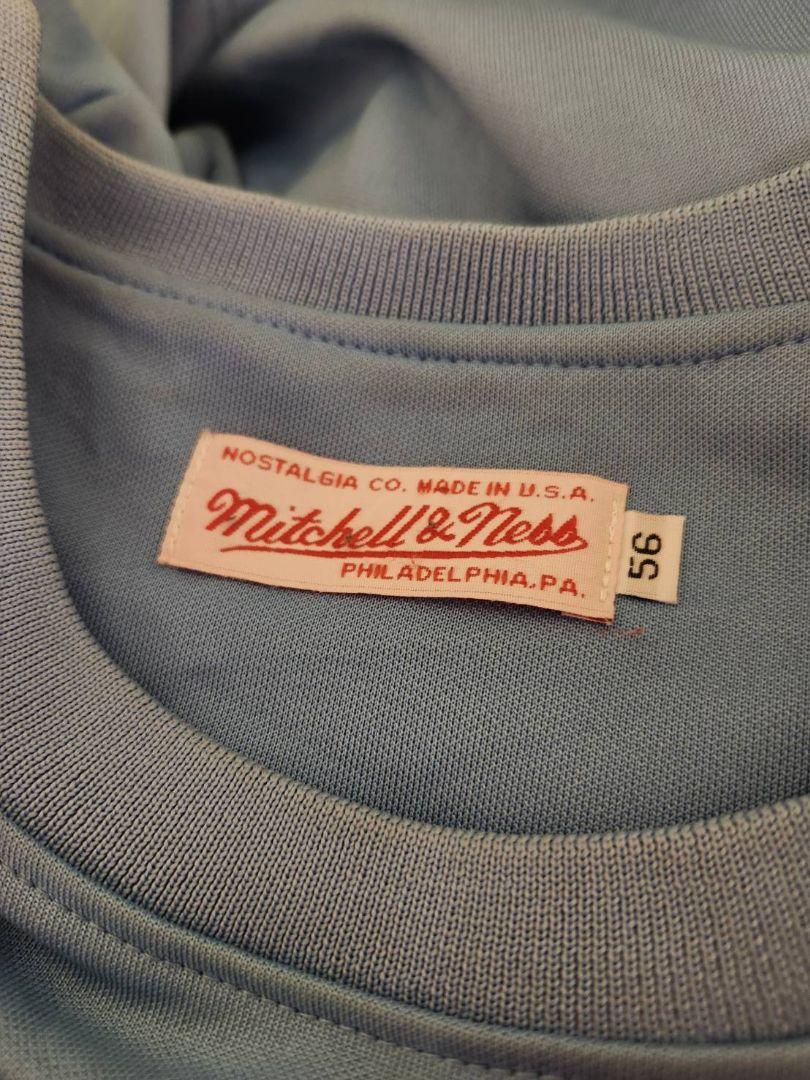 NOSTALGIA CO. MADE IN U.S.A.
Mitchell & Ness
PHILADELPHIA, PA.
56